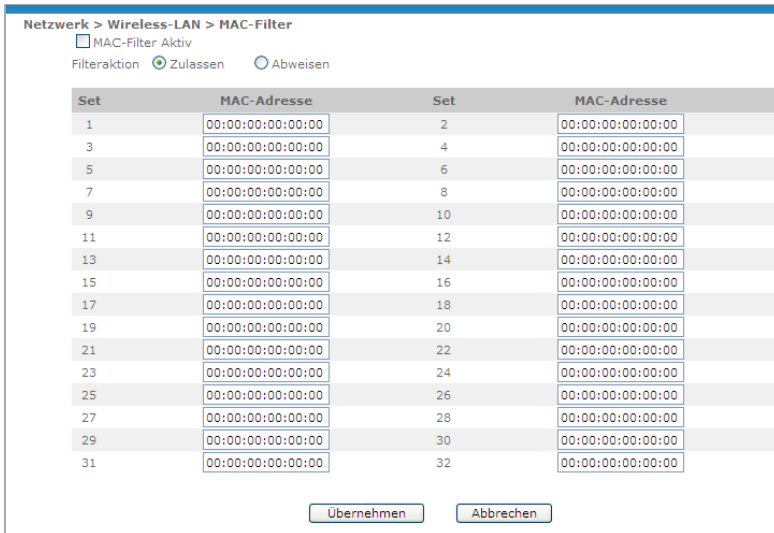 Netzwerk > Wireless-LAN > MAC-Filter
MAC-Filter Aktiv
Filteraktion Zulassen Abweisen
Set MAC-Adresse Set MAC-Adresse
1 00:00:00:00:00:00 2 00:00:00:00:00:00
3 00:00:00:00:00:00 4 00:00:00:00:00:00
5 00:00:00:00:00:00 6 00:00:00:00:00:00
7 00:00:00:00:00:00 8 00:00:00:00:00:00
9 00:00:00:00:00:00 10 00:00:00:00:00:00
11 00:00:00:00:00:00 12 00:00:00:00:00:00
13 00:00:00:00:00:00 14 00:00:00:00:00:00
15 00:00:00:00:00:00 16 00:00:00:00:00:00
17 00:00:00:00:00:00 18 00:00:00:00:00:00
19 00:00:00:00:00:00 20 00:00:00:00:00:00
21 00:00:00:00:00:00 22 00:00:00:00:00:00
23 00:00:00:00:00:00 24 00:00:00:00:00:00
25 00:00:00:00:00:00 26 00:00:00:00:00:00
27 00:00:00:00:00:00 28 00:00:00:00:00:00
29 00:00:00:00:00:00 30 00:00:00:00:00:00
31 00:00:00:00:00:00 32 00:00:00:00:00:00
Übernehmen Abbrechen